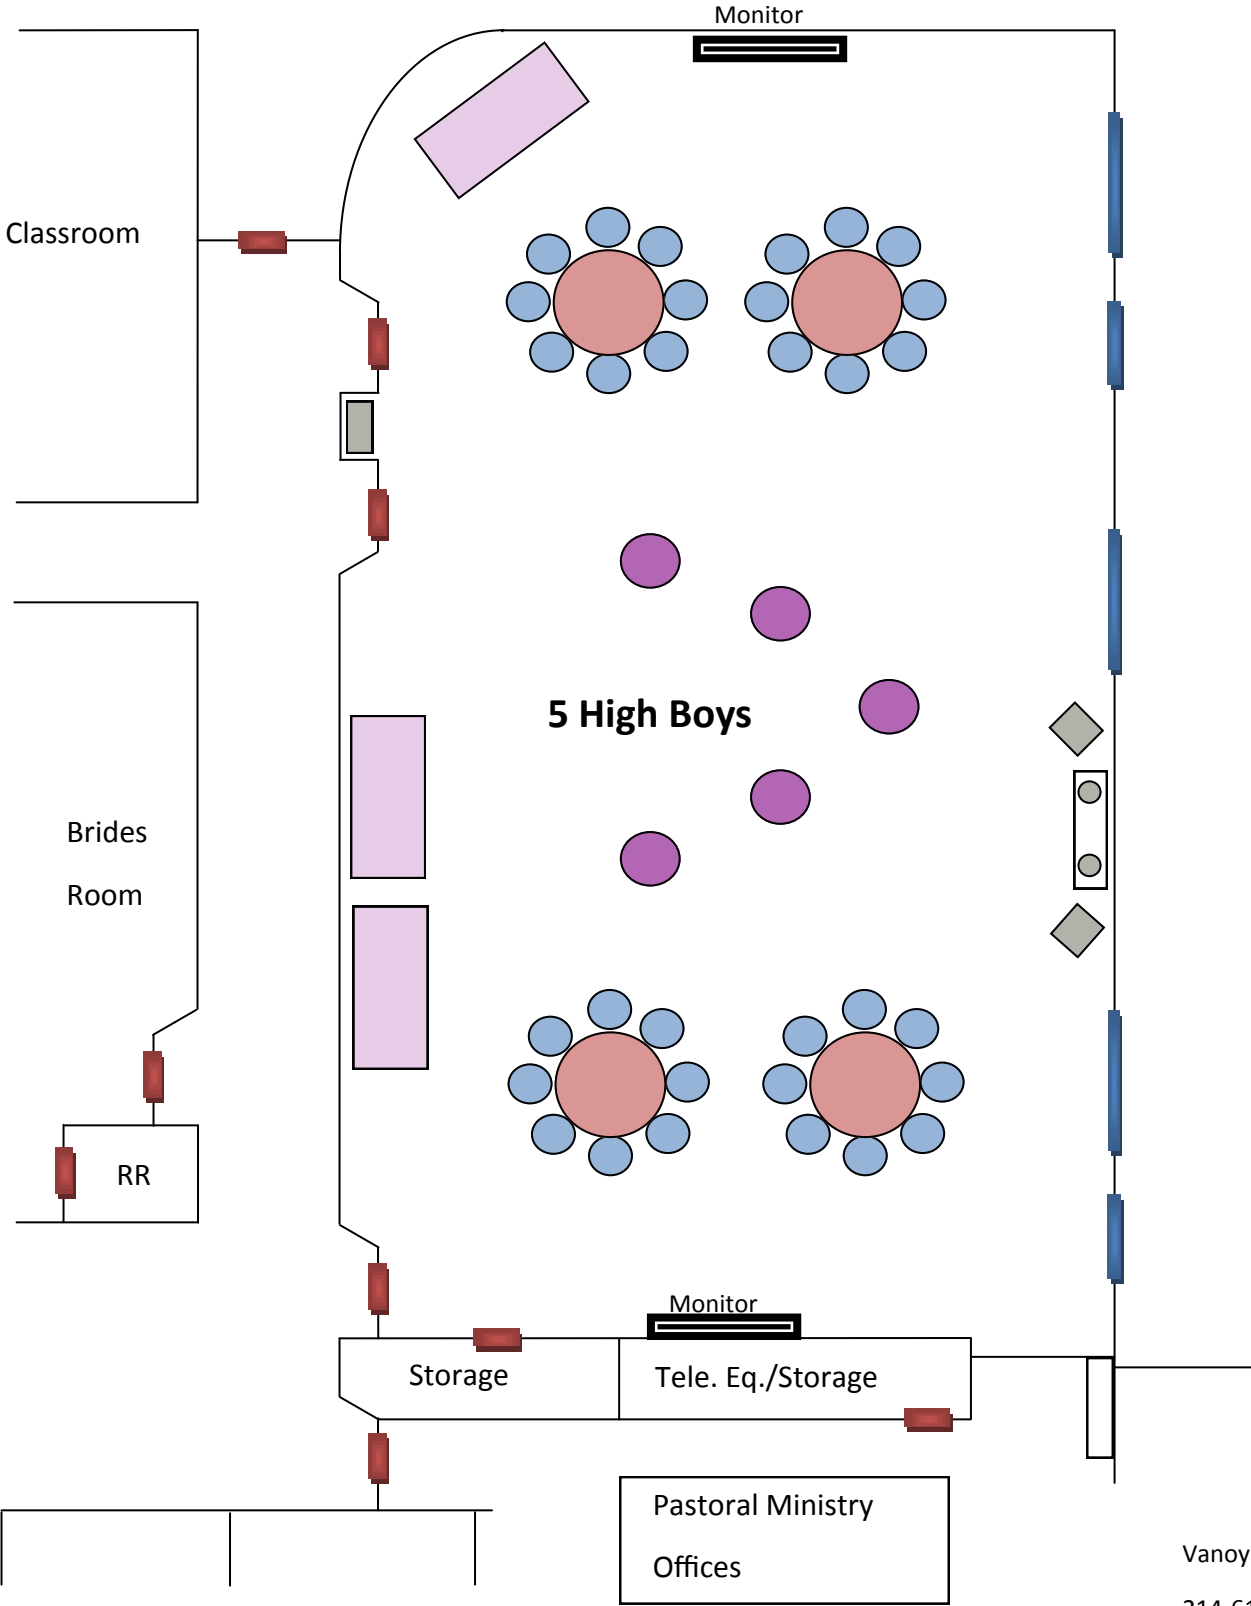 Monitor
Classroom
5 High Boys
Brides
Room
RR
Monitor
Storage
Tele. Eq./Storage
Pastoral Ministry
Offices
Vanoy